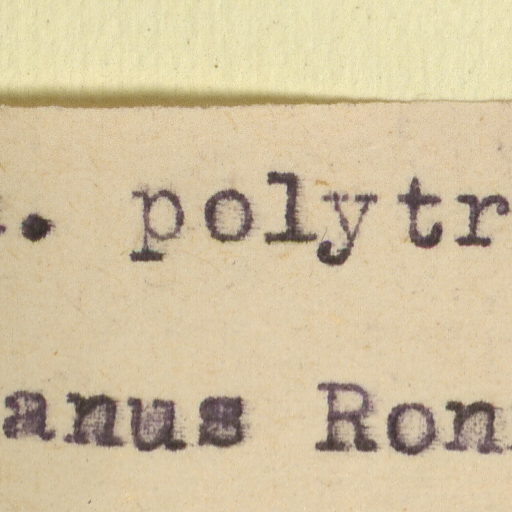 . polytr
anus Ron